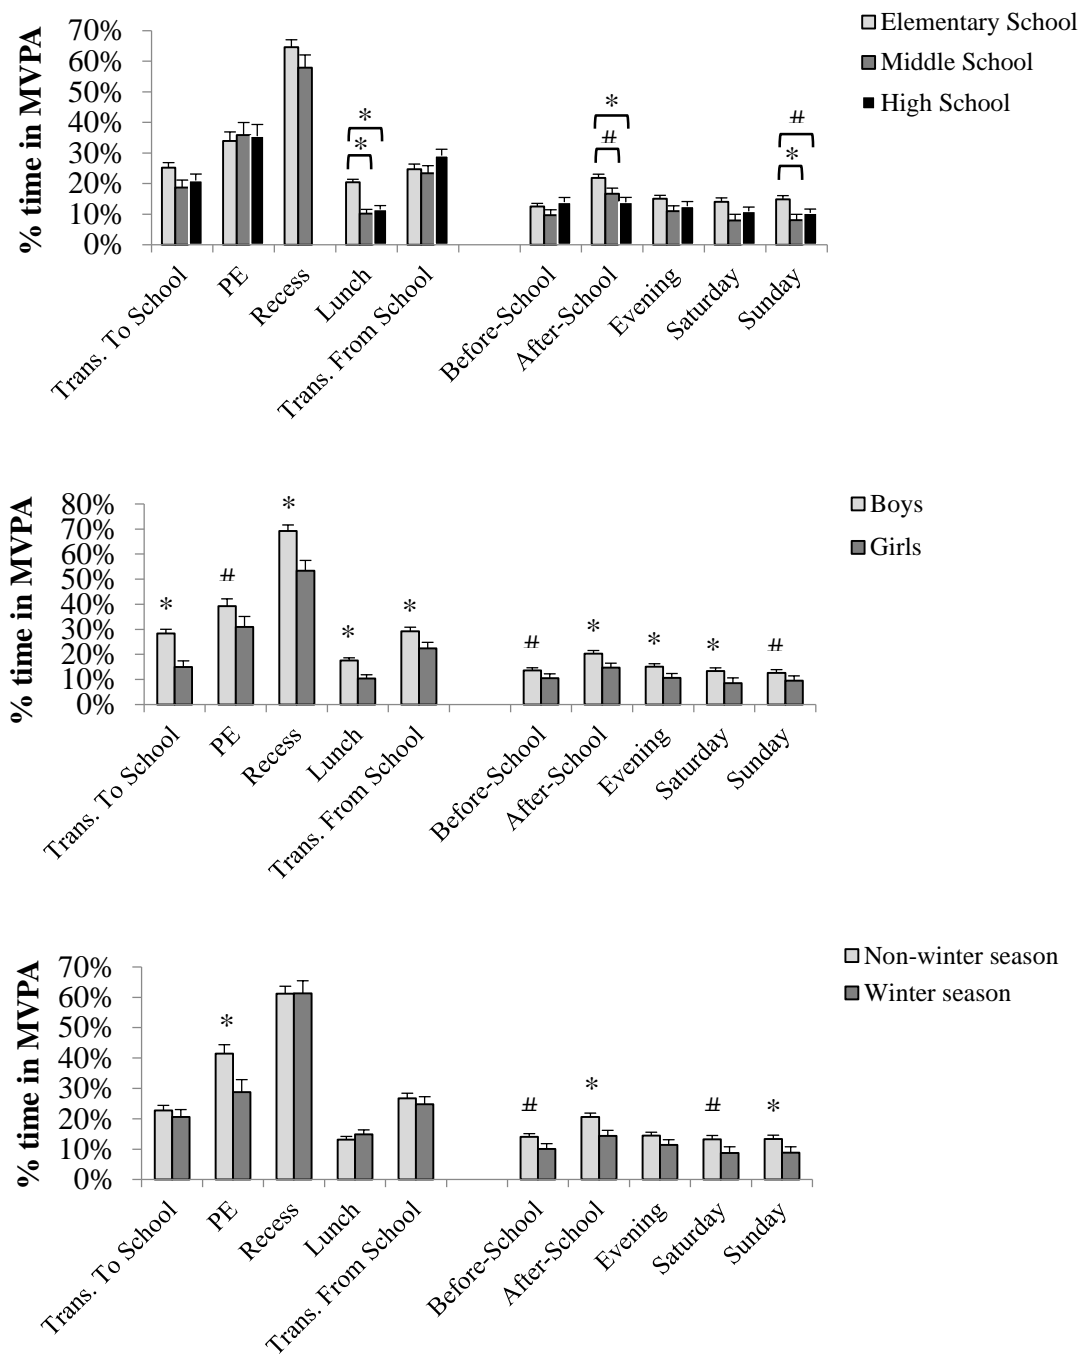 % time in MVPA
70%
60%
50%
40%
30%
20%
10%
0%
* * * # # *
Trans. To School
PE
Recess
Lunch
Trans. From School
Before-School
After-School
Evening
Saturday
Sunday
Elementary School
Middle School
High School
% time in MVPA
80%
70%
60%
50%
40%
30%
20%
10%
0%
* # * * * # * * * #
Trans. To School
PE
Recess
Lunch
Trans. From School
Before-School
After-School
Evening
Saturday
Sunday
Boys
Girls
% time in MVPA
70%
60%
50%
40%
30%
20%
10%
0%
* # * # *
Trans. To School
PE
Recess
Lunch
Trans. From School
Before-School
After-School
Evening
Saturday
Sunday
Non-winter season
Winter season